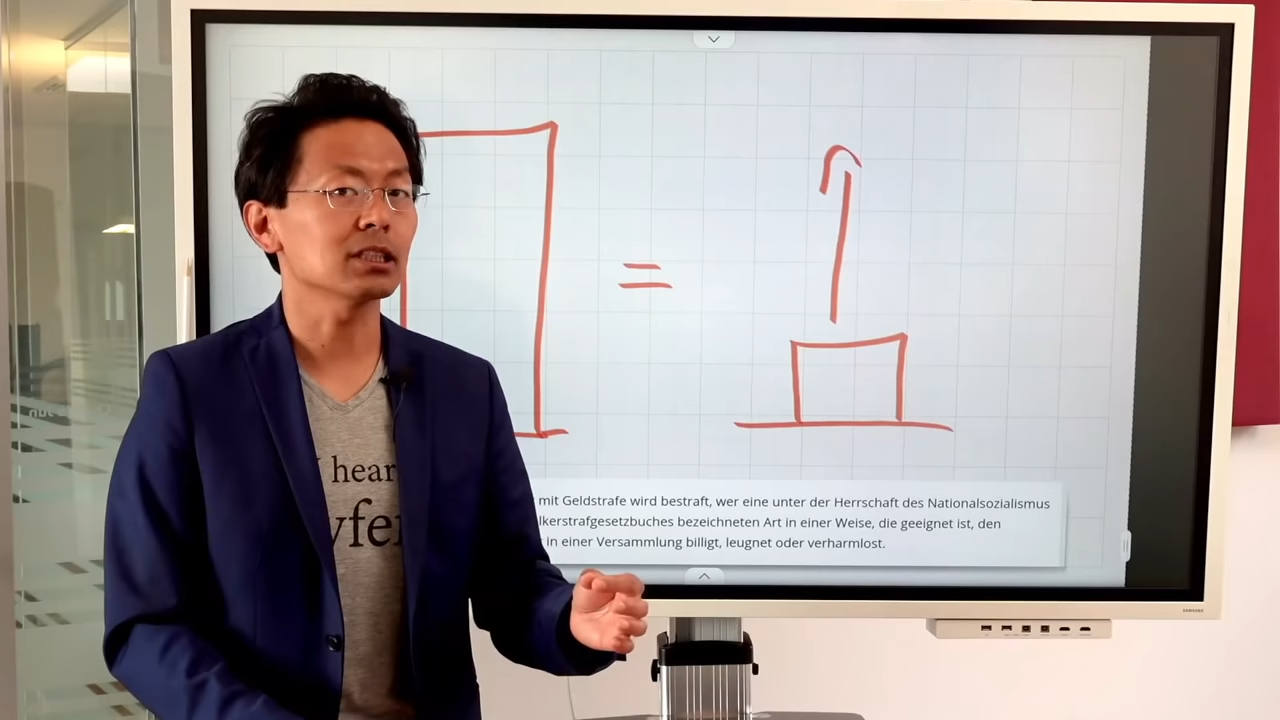 =
I hear
mit Geldstrafe wird bestraft, wer eine unter der Herrschaft des Nationalsozialismus
lkerstrafgesetzbuches bezeichneten Art in einer Weise, die geeignet ist, den
in einer Versammlung billigt, leugnet oder verharmlost.
SAMSUNG